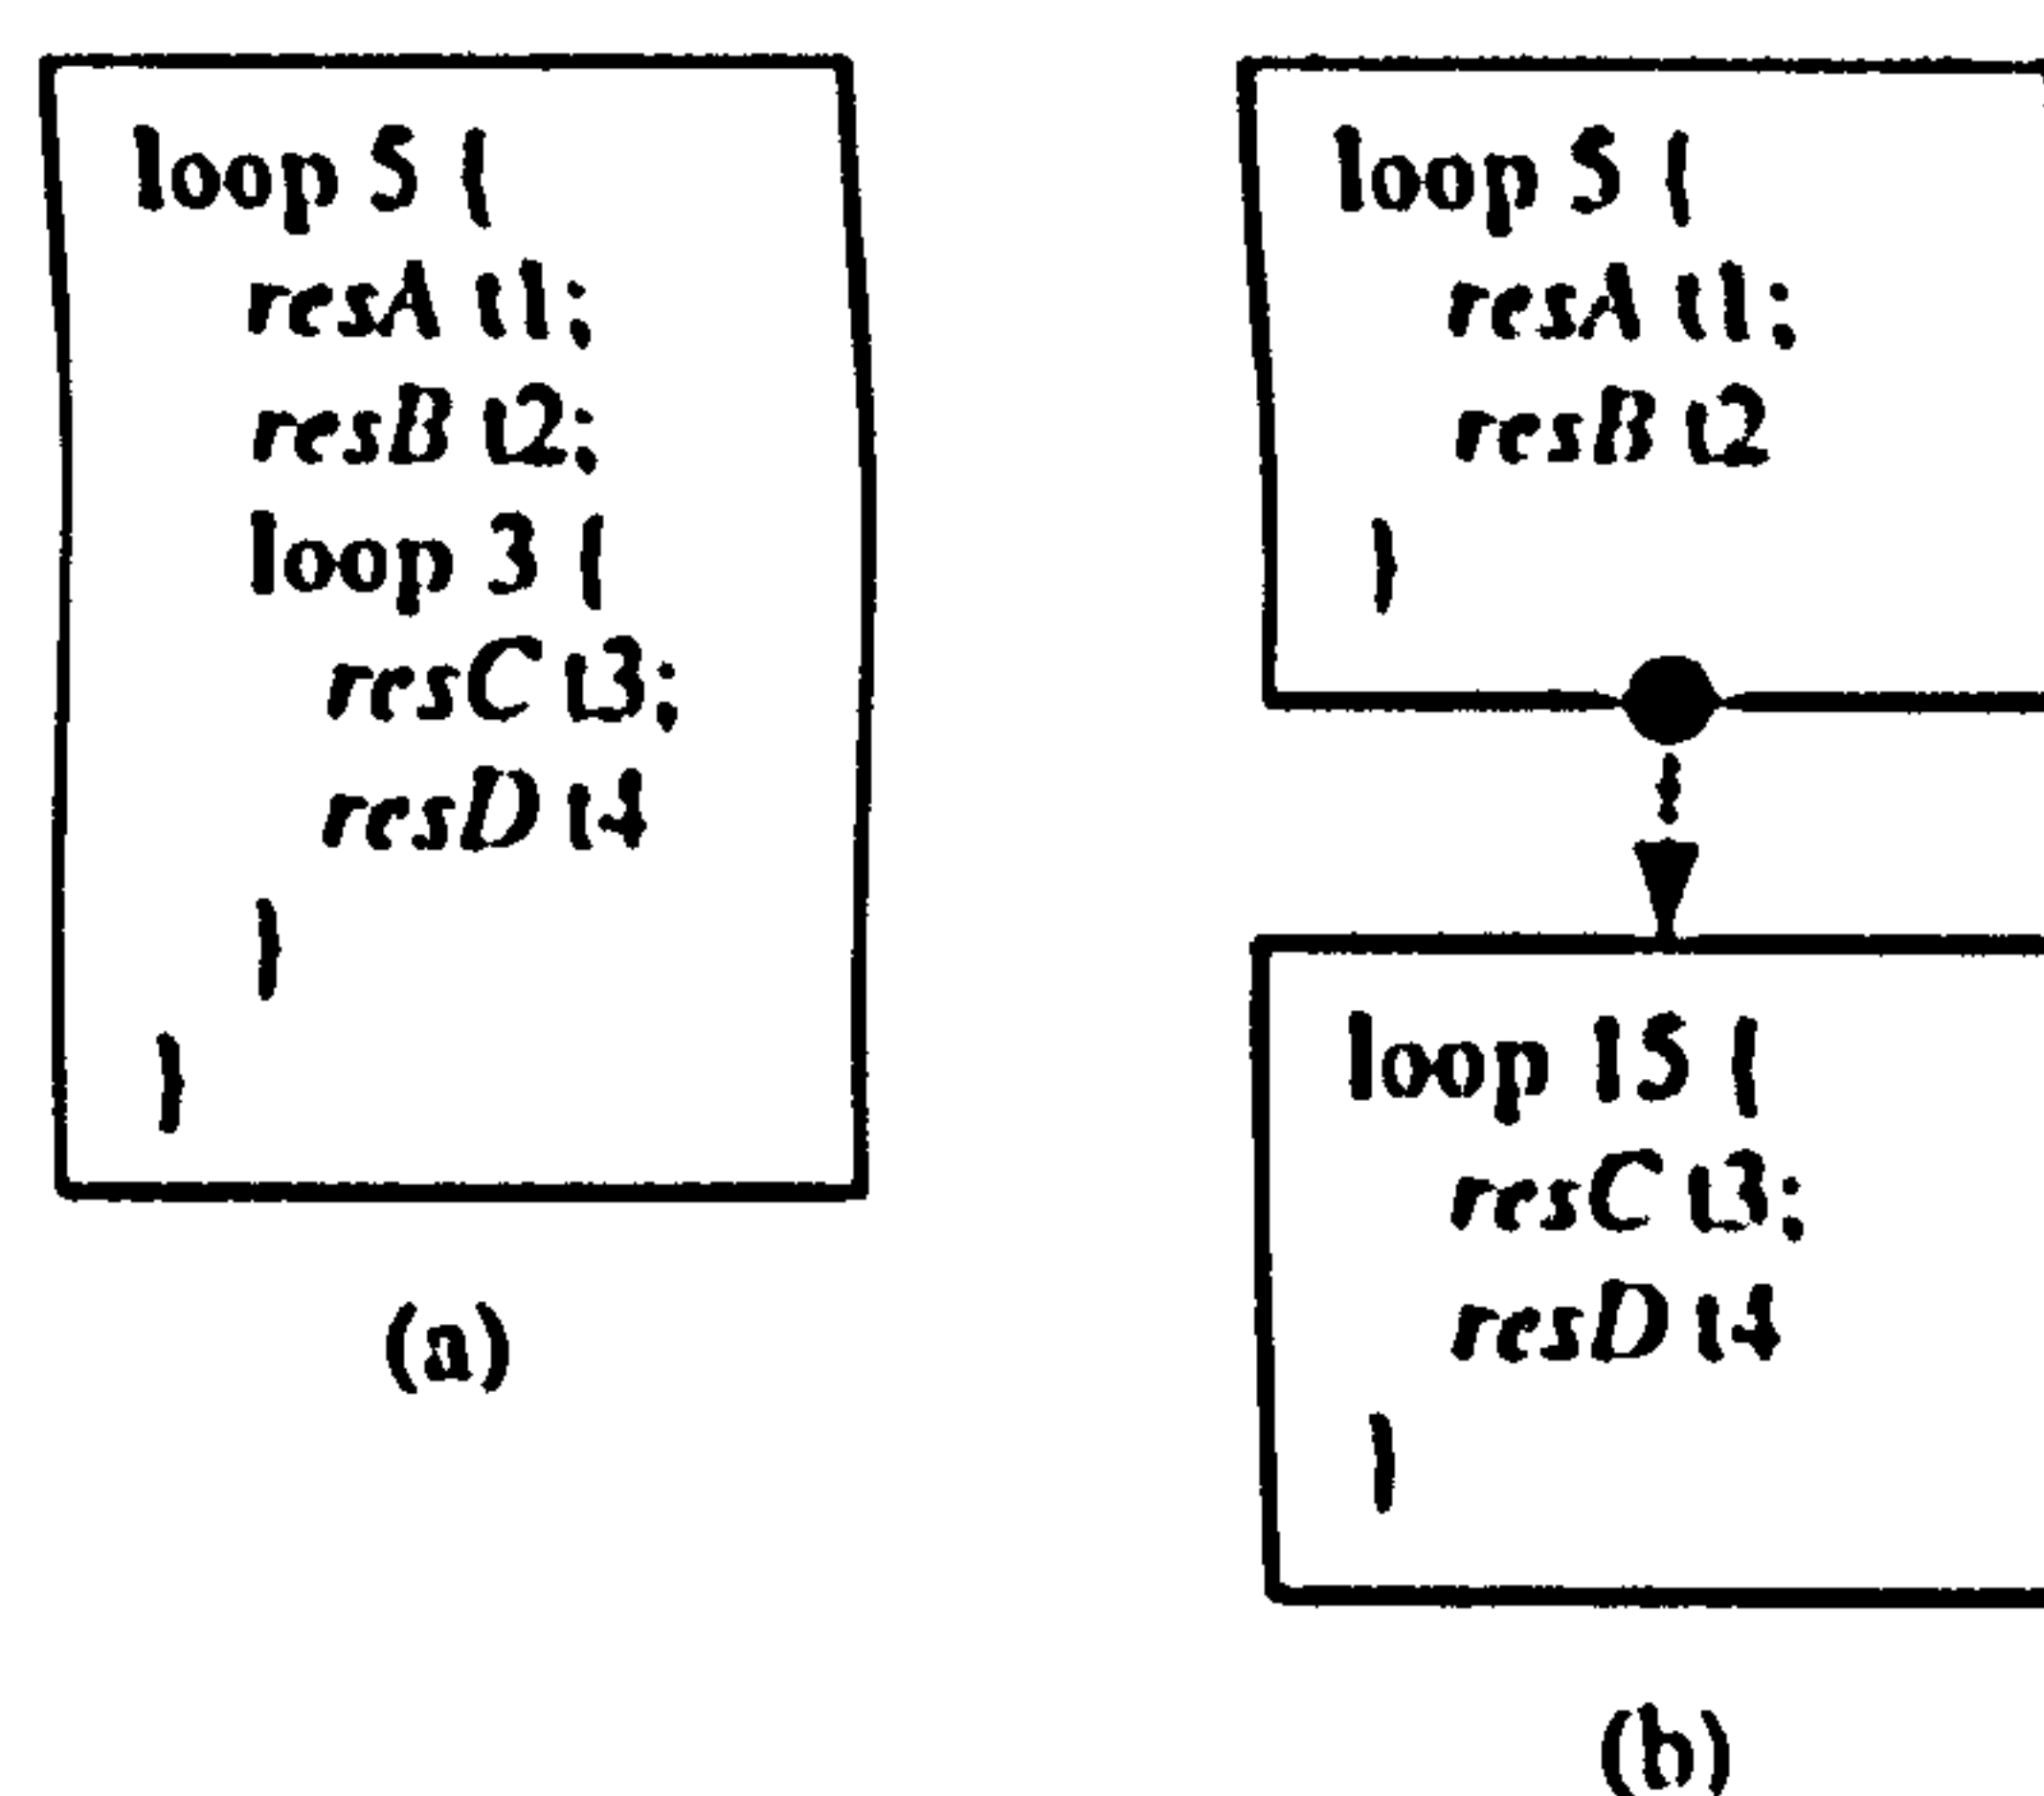 loop 5 {
resA t1;
resB t2;
loop 3 {
resC t3;
resD t4
}
}
(a)
loop 5 {
resA t1;
resB t2
}
loop 15 {
resC t3;
resD t4
}
(b)